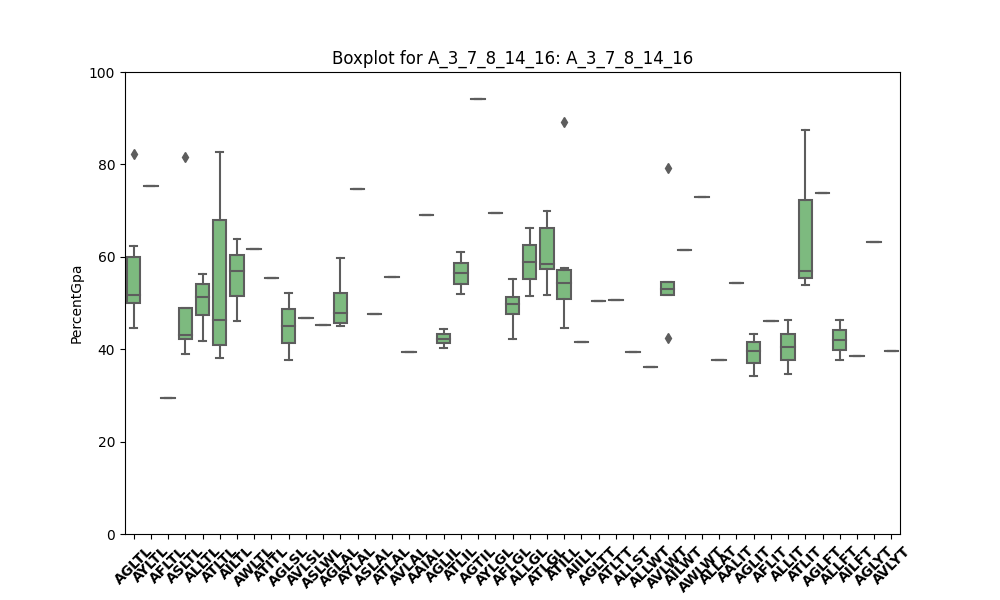 Boxplot for A_3_7_8_14_16: A_3_7_8_14_16
100
80
60
40
20
0
PercentGpa
AGLTL
AYLTL
AFLTL
ASLTL
ALLTL
ATLTL
AILTL
AWLTL
ATITL
AGLSL
AVLSL
ASLWL
AGLAL
AYLAL
ASLAL
ATLAL
AVLAL
AAIAL
AGLIL
ATLIL
AGTIL
AYLGL
AFLGL
ALLGL
ATLGL
ATILL
AIILL
AGLTT
ATLTT
ALLST
ALLWT
AVLWT
AILWT
AWLWT
ALLAT
AALIT
AGLIT
AFLIT
ALLIT
ATLIT
AGLFT
ALLFT
AILFT
AGLYT
AVLYT